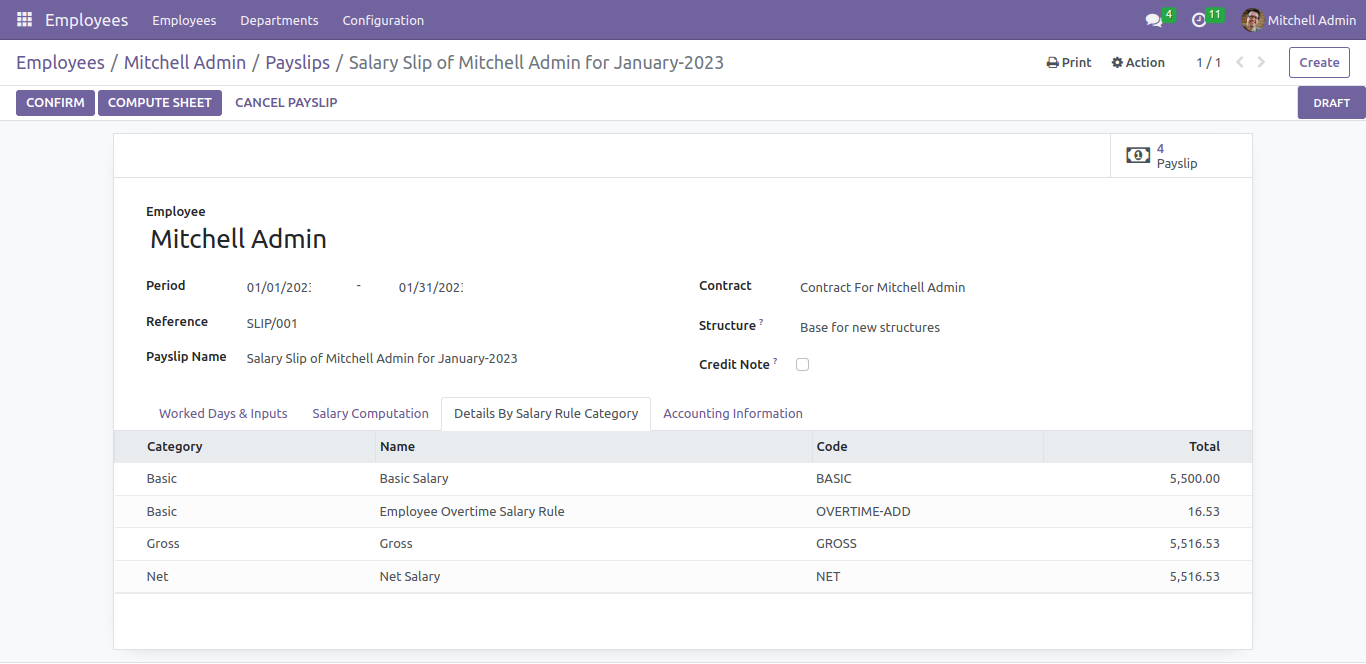 Employees Employees Departments Configuration 4 11 Mitchell Admin
Employees / Mitchell Admin / Payslips / Salary Slip of Mitchell Admin for January-2023 Print Action 1 / 1 Create
CONFIRM COMPUTE SHEET CANCEL PAYSLIP DRAFT
4
Payslip
Employee
Mitchell Admin
Period 01/01/2023 - 01/31/2023 Contract Contract For Mitchell Admin
Reference SLIP/001 Structure ? Base for new structures
Payslip Name Salary Slip of Mitchell Admin for January-2023 Credit Note ?
Worked Days & Inputs Salary Computation Details By Salary Rule Category Accounting Information
Category Name Code Total
Basic Basic Salary BASIC 5,500.00
Basic Employee Overtime Salary Rule OVERTIME-ADD 16.53
Gross Gross GROSS 5,516.53
Net Net Salary NET 5,516.53